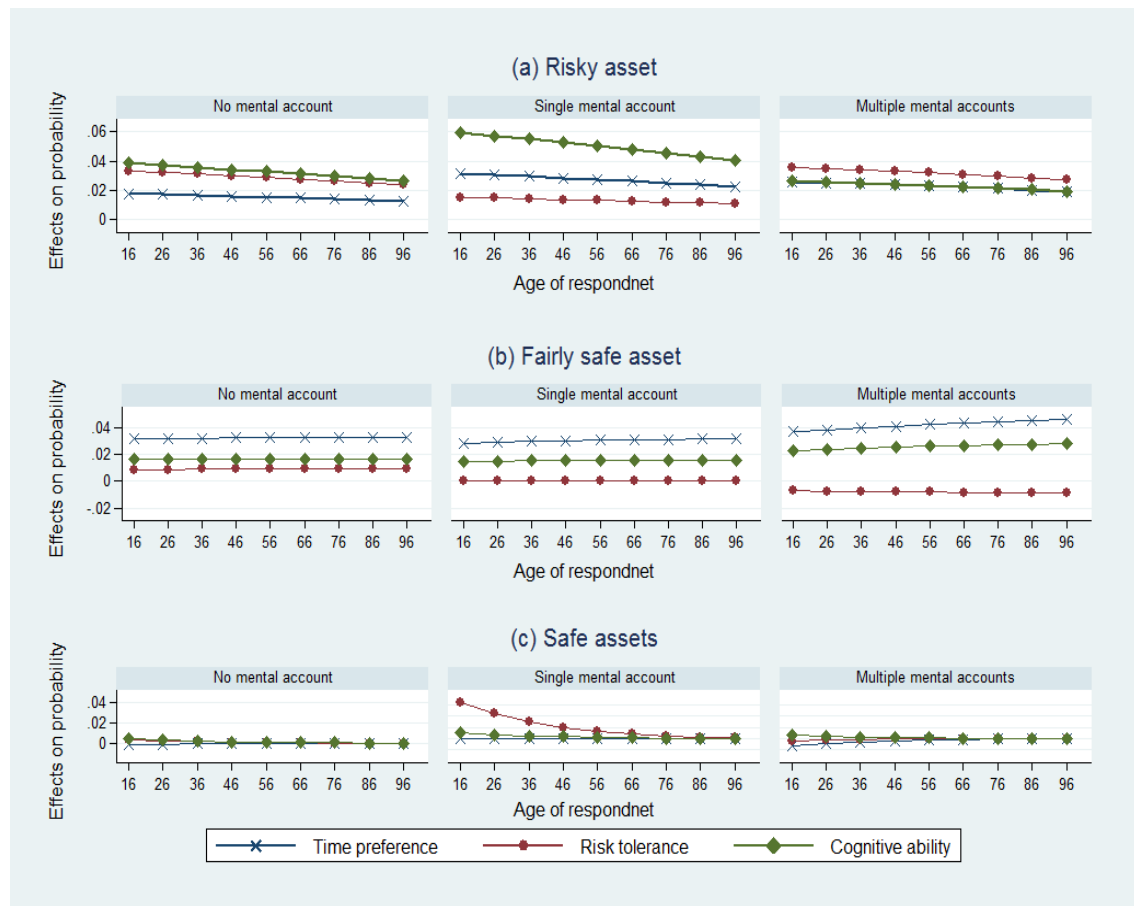 (a) Risky asset
No mental account Single mental account Multiple mental accounts
Effects on probability
.06
.04
.02
0
16 26 36 46 56 66 76 86 96 16 26 36 46 56 66 76 86 96 16 26 36 46 56 66 76 86 96
Age of respondnet
(b) Fairly safe asset
No mental account Single mental account Multiple mental accounts
Effects on probability
.04
.02
0
-.02
16 26 36 46 56 66 76 86 96 16 26 36 46 56 66 76 86 96 16 26 36 46 56 66 76 86 96
Age of respondnet
(c) Safe assets
No mental account Single mental account Multiple mental accounts
Effects on probability
.04
.02
0
16 26 36 46 56 66 76 86 96 16 26 36 46 56 66 76 86 96 16 26 36 46 56 66 76 86 96
Age of respondnet
Time preference Risk tolerance Cognitive ability